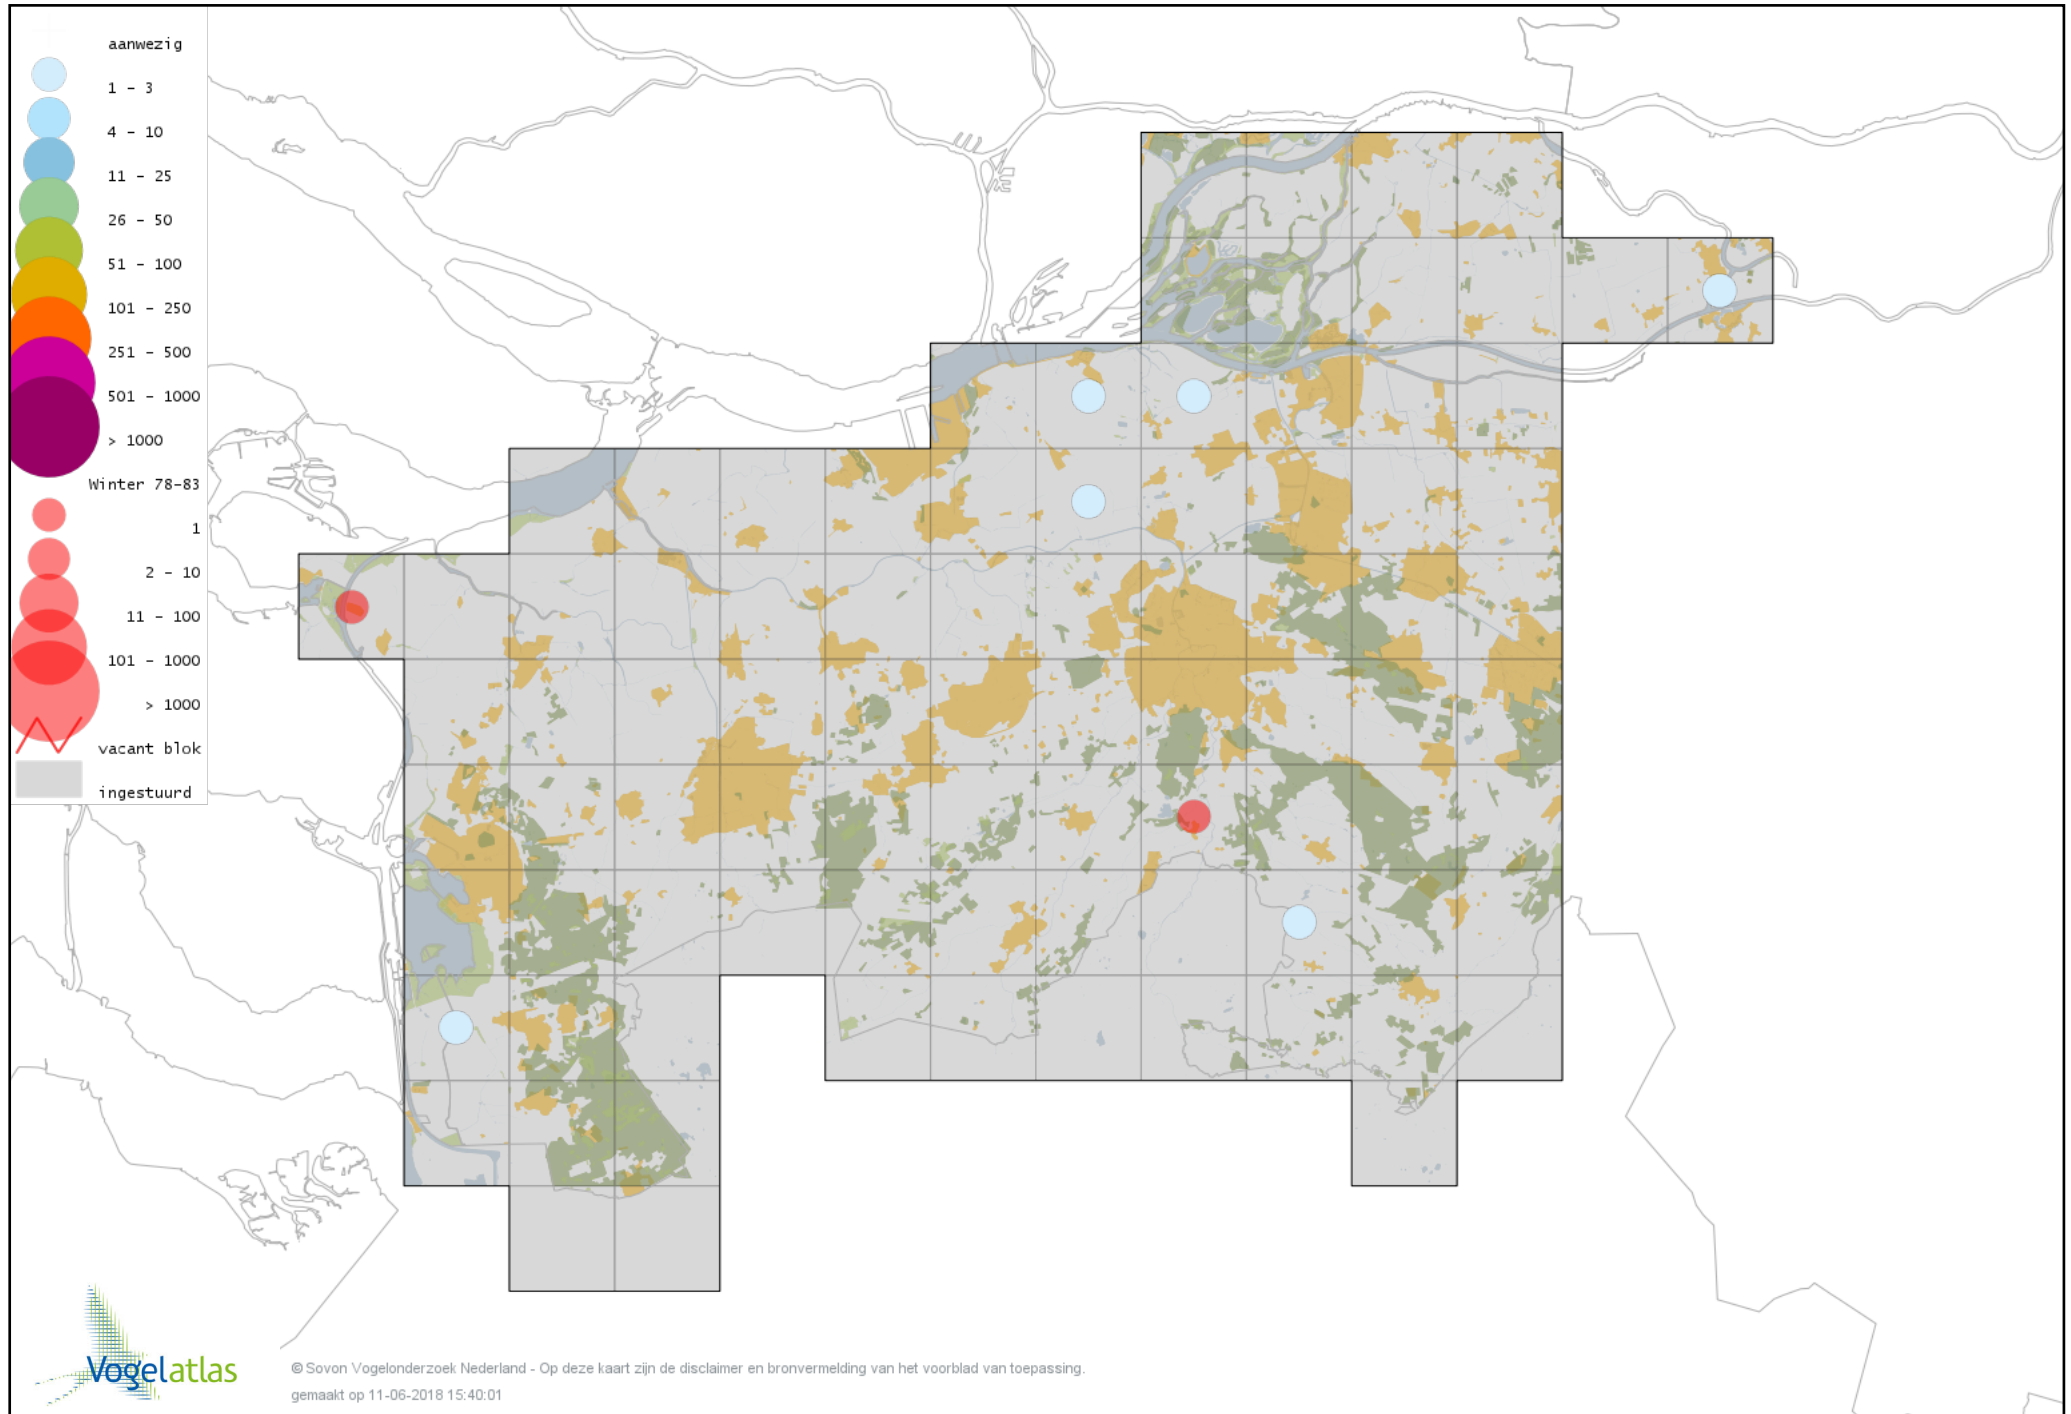 aanwezig
1 - 3
4 - 10
11 - 25
26 - 50
51 - 100
101 - 250
251 - 500
501 - 1000
> 1000
Winter 78-83
1
2 - 10
11 - 100
101 - 1000
> 1000
vacant blok
ingestuurd
Vogelatlas
© Sovon Vogelonderzoek Nederland - Op deze kaart zijn de disclaimer en bronvermelding van het voorblad van toepassing.
gemaakt op 11-06-2018 15:40:01